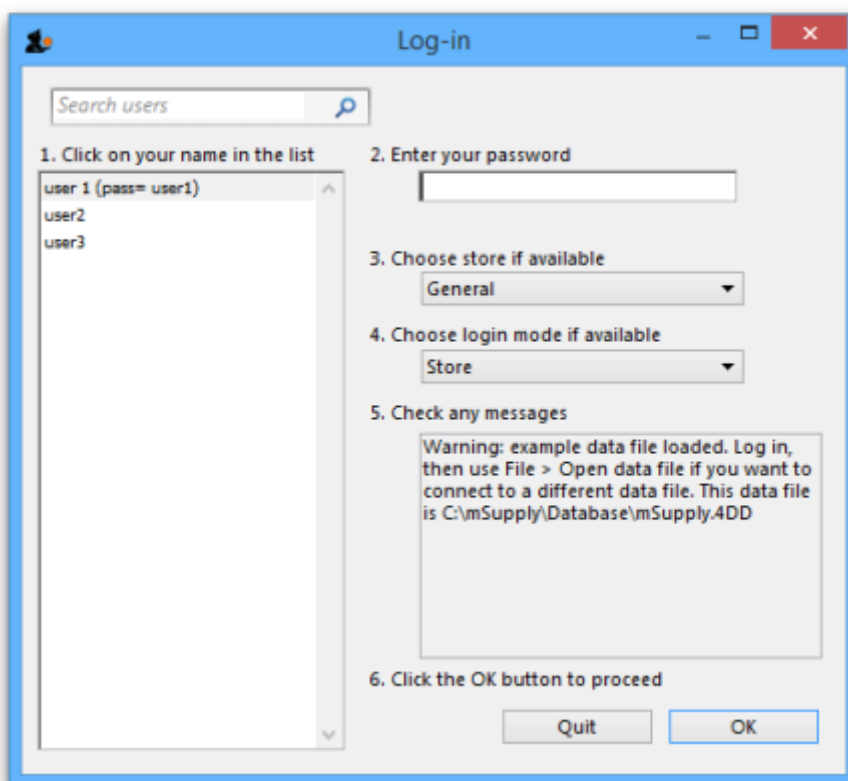 Log-in
Search users
1. Click on your name in the list
user 1 (pass= user1)
user2
user3
2. Enter your password
3. Choose store if available
General
4. Choose login mode if available
Store
5. Check any messages
Warning: example data file loaded. Log in,
then use File > Open data file if you want to
connect to a different data file. This data file
is C:\mSupply\Database\mSupply.4DD
6. Click the OK button to proceed
Quit
OK